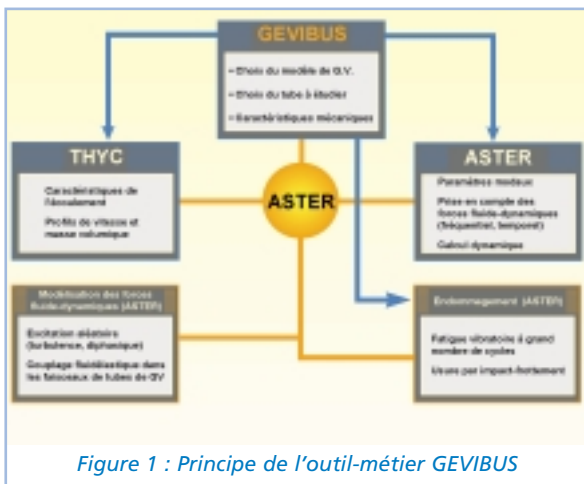 GEVIBUS
– Choix du modèle de G.V.
– Choix du tube à étudier
– Caractéristiques mécaniques
THYC
Caractéristiques de
l'écoulement
Profils de vitesse et
masse volumique
ASTER
ASTER
Paramètres modaux
Prise en compte des
forces fluide-dynamiques
(fréquentiel, temporel)
Calcul dynamique
Modélisation des forces
fluide-dynamiques (ASTER)
Excitation aléatoire
(turbulence, diphasique)
Couplage fluidélastique dans
les faisceaux de tubes de GV
Endommagement (ASTER)
Fatigue vibratoire à grand
nombre de cycles
Usure par impact-frottement
Figure 1 : Principe de l'outil-métier GEVIBUS